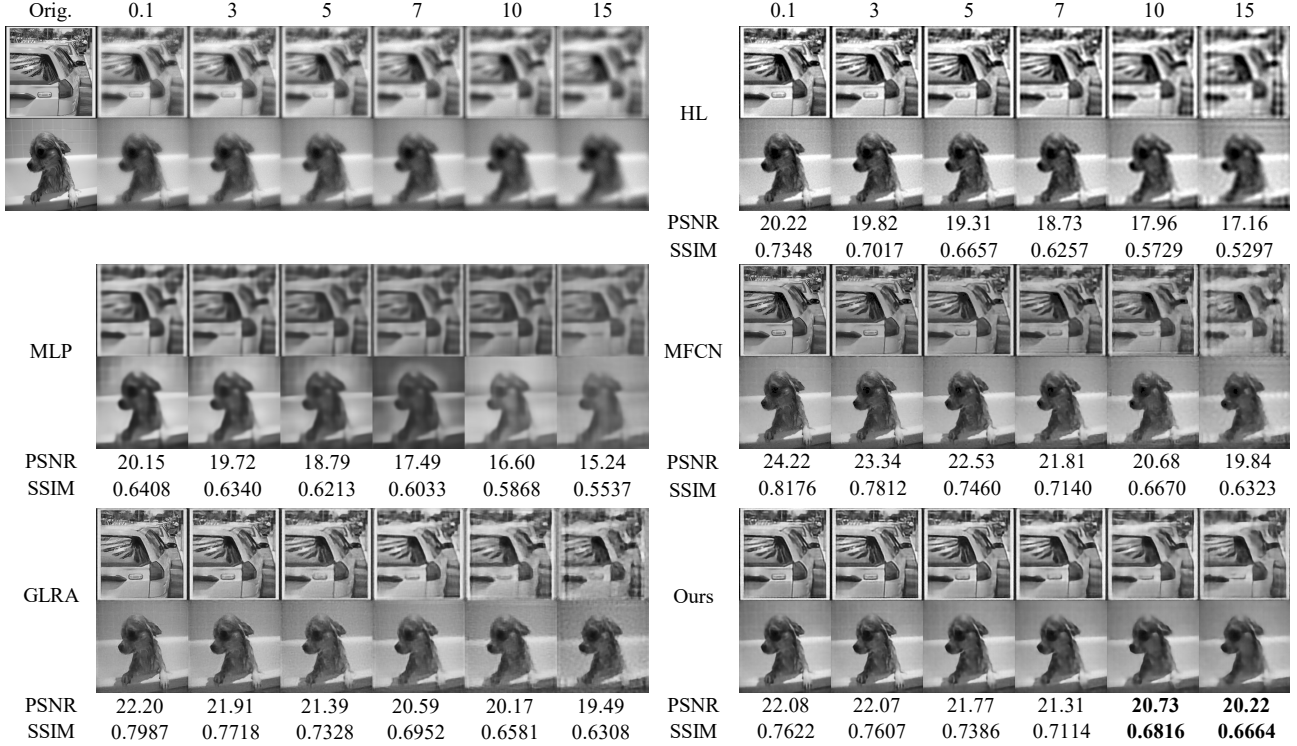 Orig. 0.1 3 5 7 10 15
0.1 3 5 7 10 15
HL
PSNR 20.22 19.82 19.31 18.73 17.96 17.16
SSIM 0.7348 0.7017 0.6657 0.6257 0.5729 0.5297
MLP
PSNR 20.15 19.72 18.79 17.49 16.60 15.24
SSIM 0.6408 0.6340 0.6213 0.6033 0.5868 0.5537
MFCN
PSNR 24.22 23.34 22.53 21.81 20.68 19.84
SSIM 0.8176 0.7812 0.7460 0.7140 0.6670 0.6323
GLRA
PSNR 22.20 21.91 21.39 20.59 20.17 19.49
SSIM 0.7987 0.7718 0.7328 0.6952 0.6581 0.6308
Ours
PSNR 22.08 22.07 21.77 21.31 20.73 20.22
SSIM 0.7622 0.7607 0.7386 0.7114 0.6816 0.6664